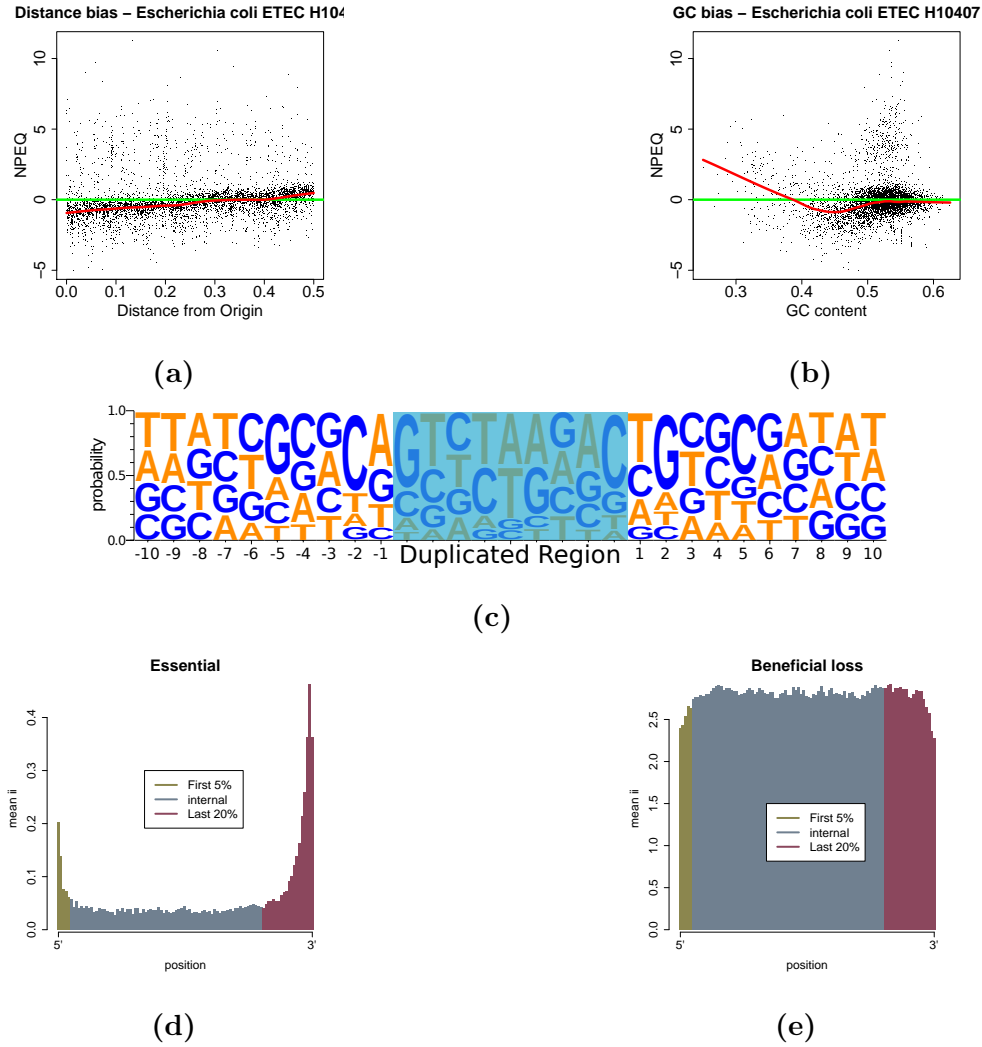 Distance bias – Escherichia coli ETEC H104
NPEQ
10
5
0
−5
0.0 0.1 0.2 0.3 0.4 0.5
Distance from Origin
(a)
GC bias – Escherichia coli ETEC H10407
NPEQ
10
5
0
−5
0.3 0.4 0.5 0.6
GC content
(b)
probability
1.0
0.5
0.0
-10 -9 -8 -7 -6 -5 -4 -3 -2 -1 Duplicated Region 1 2 3 4 5 6 7 8 9 10
(c)
Essential
mean ii
0.4
0.3
0.2
0.1
0.0
First 5%
internal
Last 20%
5' 3'
position
(d)
Beneficial loss
mean ii
2.5
2.0
1.5
1.0
0.5
0.0
First 5%
internal
Last 20%
5' 3'
position
(e)